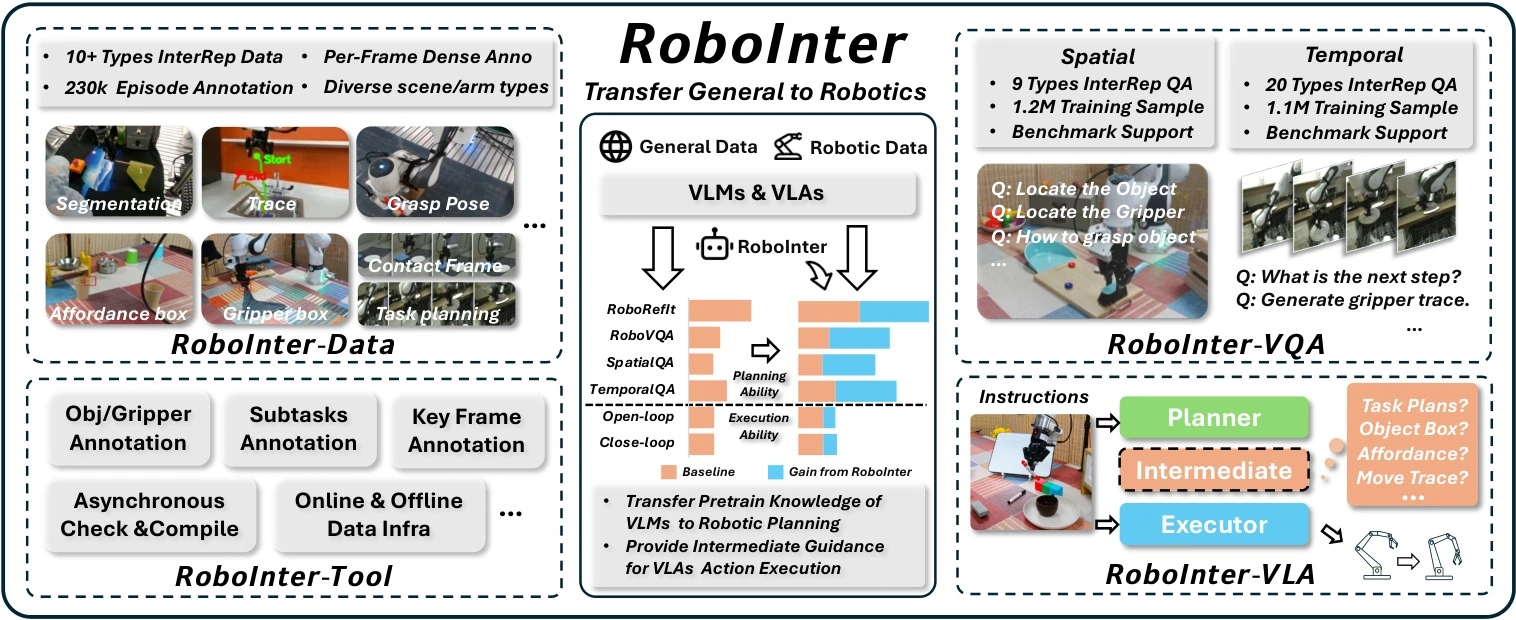 RoboInter
Transfer General to Robotics
• 10+ Types InterRep Data • Per-Frame Dense Anno
• 230k Episode Annotation • Diverse scene/arm types
Segmentation
Start
End
Trace
Grasp Pose
...
Affordance box
Gripper box
Contact Frame
Task planning
RoboInter-Data
Obj/Gripper
Annotation
Subtasks
Annotation
Key Frame
Annotation
Asynchronous
Check &Compile
Online & Offline
Data Infra
...
RoboInter-Tool
General Data
Robotic Data
VLMs & VLAs
RoboInter
RoboRefIt
RoboVQA
SpatialQA
TemporalQA
Planning
Ability
Open-loop
Close-loop
Execution
Ability
Baseline
Gain from RoboInter
• Transfer Pretrain Knowledge of
VLMs to Robotic Planning
• Provide Intermediate Guidance
for VLAs Action Execution
Spatial
• 9 Types InterRep QA
• 1.2M Training Sample
• Benchmark Support
Temporal
• 20 Types InterRep QA
• 1.1M Training Sample
• Benchmark Support
Q: Locate the Object
Q: Locate the Gripper
Q: How to grasp object
...
Q: What is the next step?
Q: Generate gripper trace.
...
RoboInter-VQA
Instructions
Planner
Intermediate
Executor
Task Plans?
Object Box?
Affordance?
Move Trace?
...
RoboInter-VLA